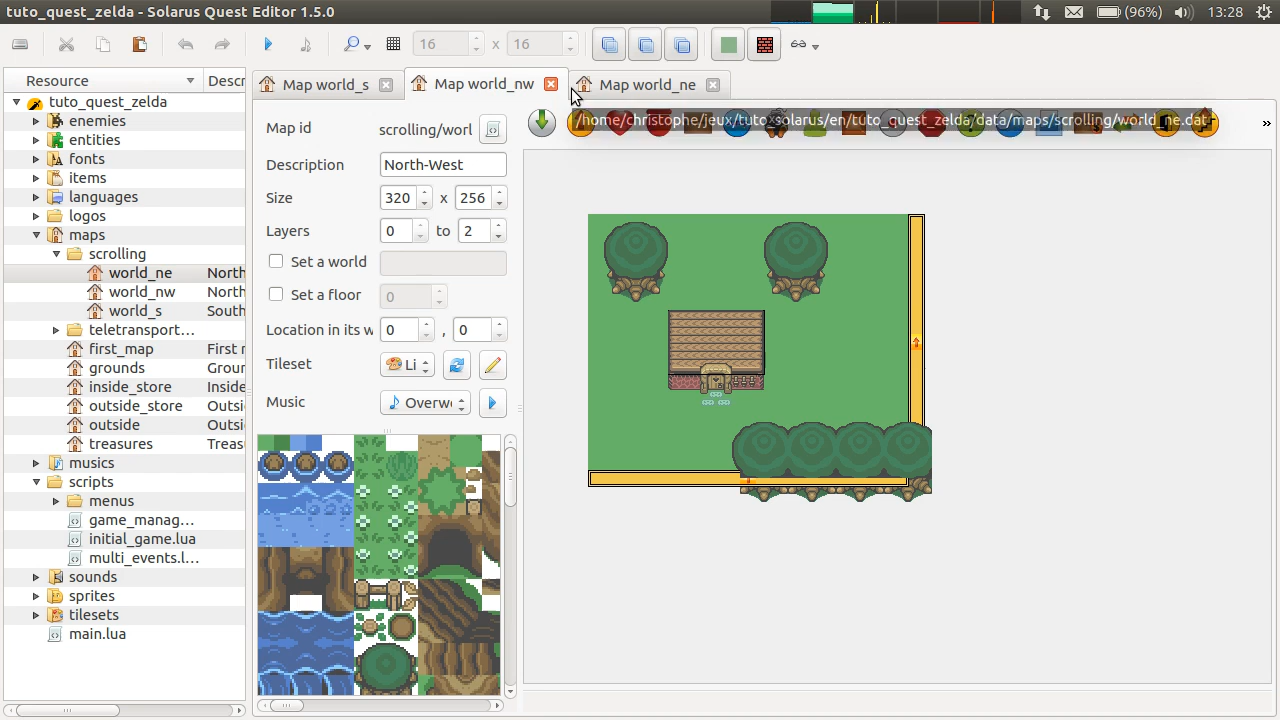 tuto_quest_zelda - Solarus Quest Editor 1.5.0
(96%)
13:28
16 x 16
Resource Descr
Map world_s Map world_nw Map world_ne
/home/christophe/jeux/tuto_solarus/en/tuto_quest_zelda/data/maps/scrolling/world_ne.dat
tuto_quest_zelda
enemies
entities
fonts
items
languages
logos
maps
scrolling
world_ne North
world_nw North
world_s South
teletransport...
first_map First r
grounds Groun
inside_store Inside
outside_store Outsi
outside Outsi
treasures Treas
musics
scripts
menus
game_manag...
initial_game.lua
multi_events.l...
sounds
sprites
tilesets
main.lua
Map id scrolling/worl
Description North-West
Size 320 x 256
Layers 0 to 2
Set a world
Set a floor 0
Location in its w 0 , 0
Tileset Li
Music Overw
»